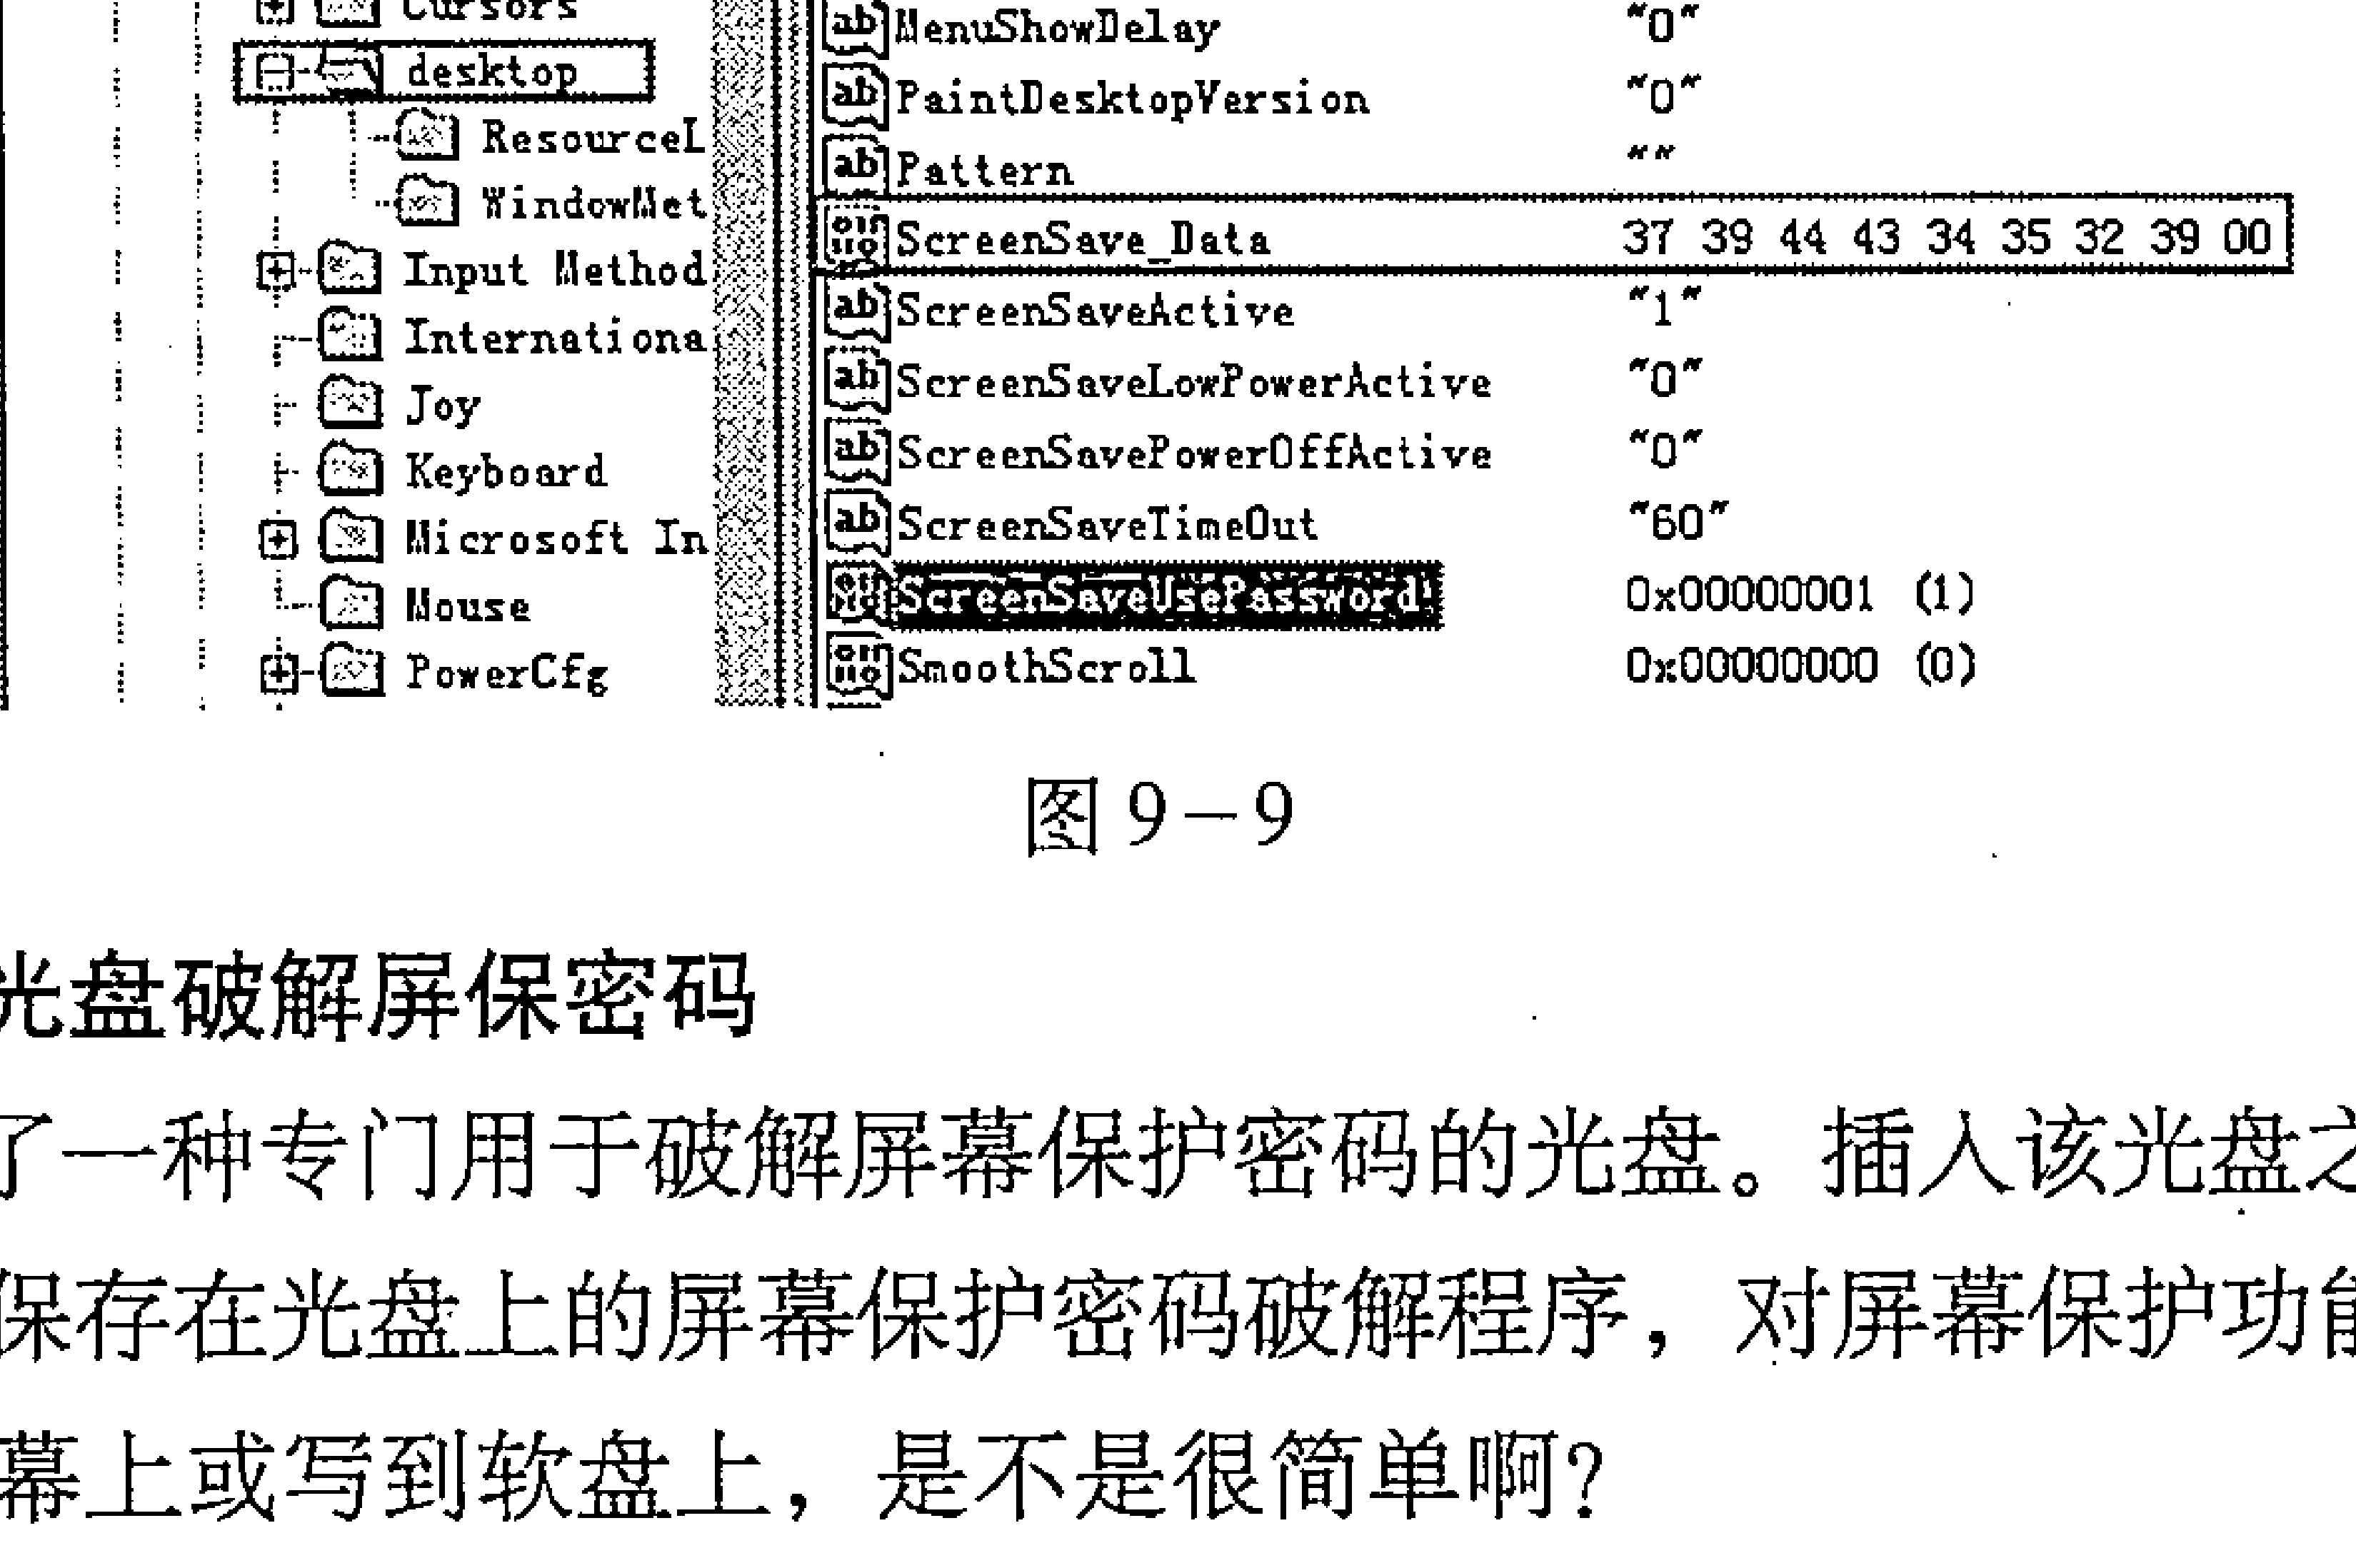 Cursors
desktop
ResourceL
WindowMet
Input Method
Internationa
Joy
Keyboard
Microsoft In
Mouse
PowerCfg
MenuShowDelay "0"
PaintDesktopVersion "0"
Pattern ""
ScreenSave_Data 37 39 44 43 34 35 32 39 00
ScreenSaveActive "1"
ScreenSaveLowPowerActive "0"
ScreenSavePowerOffActive "0"
ScreenSaveTimeOut "60"
ScreenSaveUsePassword 0x00000001 (1)
SmoothScroll 0x00000000 (0)
图 9－9
光盘破解屏保密码
了一种专门用于破解屏幕保护密码的光盘。插入该光盘之
保存在光盘上的屏幕保护密码破解程序，对屏幕保护功能
幕上或写到软盘上，是不是很简单啊？